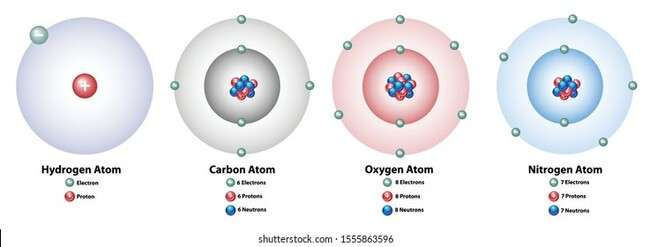 Hydrogen Atom
Electron
Proton
Carbon Atom
6 Electrons
6 Protons
6 Neutrons
Oxygen Atom
8 Electrons
8 Protons
8 Neutrons
Nitrogen Atom
7 Electrons
7 Protons
7 Neutrons
shutterstock.com · 1555863596